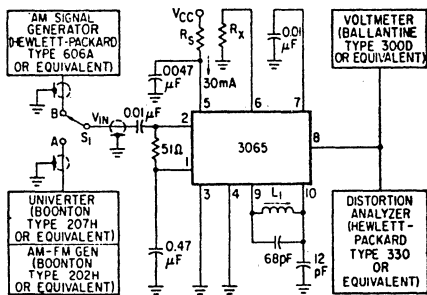 AM SIGNAL
GENERATOR
(HEWLETT-PACKARD
TYPE 606A
OR EQUIVALENT)
VCC
RS
RX
0.01
μF
VOLTMETER
(BALLANTINE
TYPE 300D
OR EQUIVALENT)
.0047
μF
30mA
B
A
S1
VIN
0.01 μF
5
6
7
2
51Ω
1
3065
8
3
4
9
10
L1
UNIVERTER
(BOONTON
TYPE 207H
OR EQUIVALENT)
AM-FM GEN
(BOONTON
TYPE 202H
OR EQUIVALENT)
0.47
μF
68pF
12
pF
DISTORTION
ANALYZER
(HEWLETT-
PACKARD
TYPE 330
OR
EQUIVALENT)